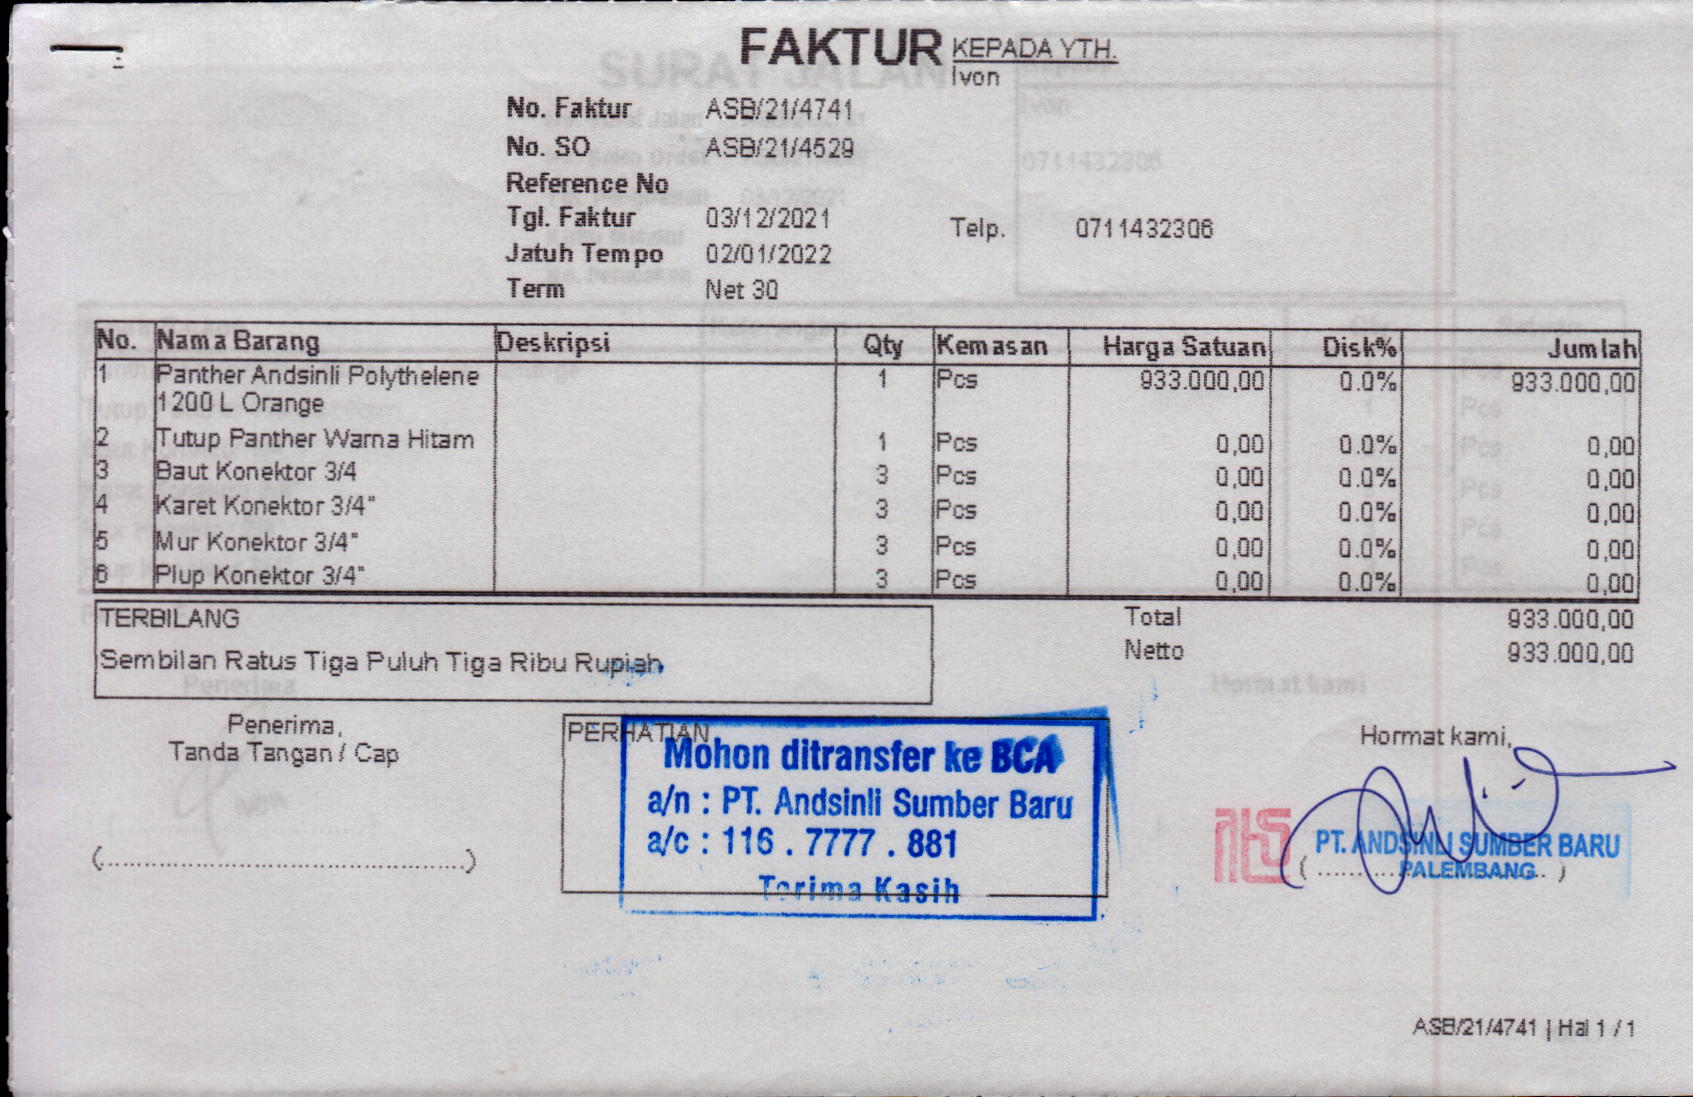 FAKTUR KEPADA YTH.
Ivon
No. Faktur ASB/21/4741
No. SO ASB/21/4529
Reference No
Tgl. Faktur 03/12/2021 Telp. 0711432306
Jatuh Tempo 02/01/2022
Term Net 30
No. Nama Barang Deskripsi Qty Kemasan Harga Satuan Disk% Jumlah
1 Panther Andsinli Polythelene 1 Pcs 933.000,00 0.0% 933.000,00
1200 L Orange
2 Tutup Panther Warna Hitam 1 Pcs 0,00 0.0% 0,00
3 Baut Konektor 3/4 3 Pcs 0,00 0.0% 0,00
4 Karet Konektor 3/4" 3 Pcs 0,00 0.0% 0,00
5 Mur Konektor 3/4" 3 Pcs 0,00 0.0% 0,00
6 Plup Konektor 3/4" 3 Pcs 0,00 0.0% 0,00
TERBILANG
Sembilan Ratus Tiga Puluh Tiga Ribu Rupiah
Total 933.000,00
Netto 933.000,00
Penerima,
Tanda Tangan / Cap
PERHATIAN
Mohon ditransfer ke BCA
a/n : PT. Andsinli Sumber Baru
a/c : 116 . 7777 . 881
Terima Kasih
Hormat kami,
PT. ANDSINLI SUMBER BARU
PALEMBANG
ASB/21/4741 | Hal 1 / 1